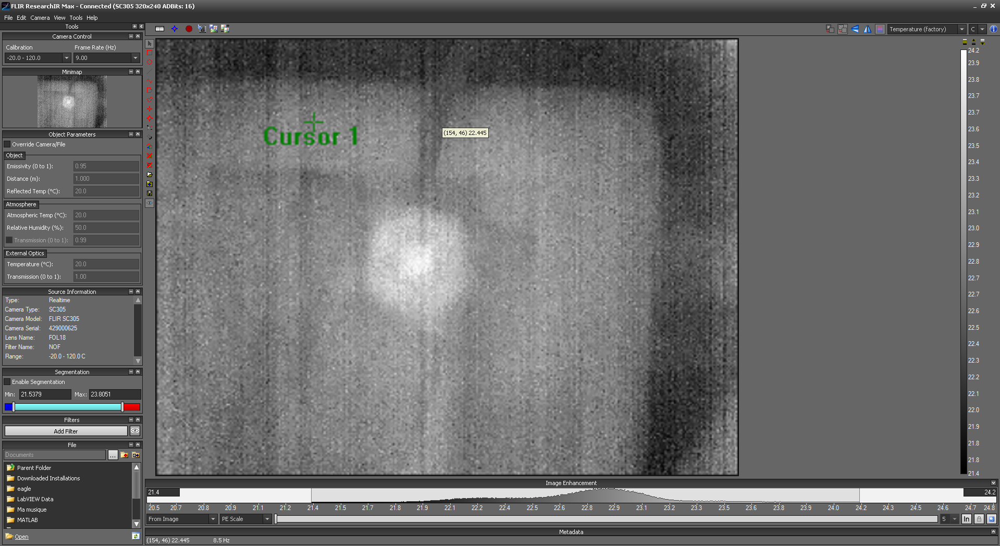 FLIR ResearchIR Max - Connected (SC305 320x240 ADBits: 16)
File Edit Camera View Tools Help
Tools
Camera Control
Calibration Frame Rate (Hz)
-20.0 - 120.0 9.00
Minimap
Object Parameters
Override Camera/File
Object
Emissivity (0 to 1): 0.95
Distance (m): 1.000
Reflected Temp (°C): 20.0
Atmosphere
Atmospheric Temp (°C): 20.0
Relative Humidity (%): 50.0
Transmission (0 to 1): 0.99
External Optics
Temperature (°C): 20.0
Transmission (0 to 1): 1.00
Source Information
Type: Realtime
Camera Type: SC305
Camera Model: FLIR SC305
Camera Serial: 429000625
Lens Name: FOL18
Filter Name: NOF
Range: -20.0 - 120.0 C
Segmentation
Enable Segmentation
Min: 21.5379 Max: 23.8051
Filters
Add Filter
File
Documents ...
Parent Folder
Downloaded Installations
eagle
LabVIEW Data
Ma musique
MATLAB
Open
Temperature (factory) C
Cursor 1
(154, 46) 22.445
24.2
23.9
23.8
23.7
23.7
23.6
23.5
23.4
23.3
23.2
23.1
23.0
22.9
22.8
22.7
22.7
22.6
22.5
22.4
22.3
22.2
22.1
22.0
21.9
21.8
21.8
21.4
Image Enhancement
21.4 24.2
20.5 20.7 20.8 20.9 21.1 21.2 21.4 21.5 21.7 21.8 21.9 22.1 22.2 22.4 22.5 22.6 22.8 22.9 23.1 23.2 23.4 23.5 23.6 23.8 23.9 24.0 24.2 24.3 24.5 24.6 24.7 24.8
From Image PE Scale 5 In
Metadata
(154, 46) 22.445 8.5 Hz